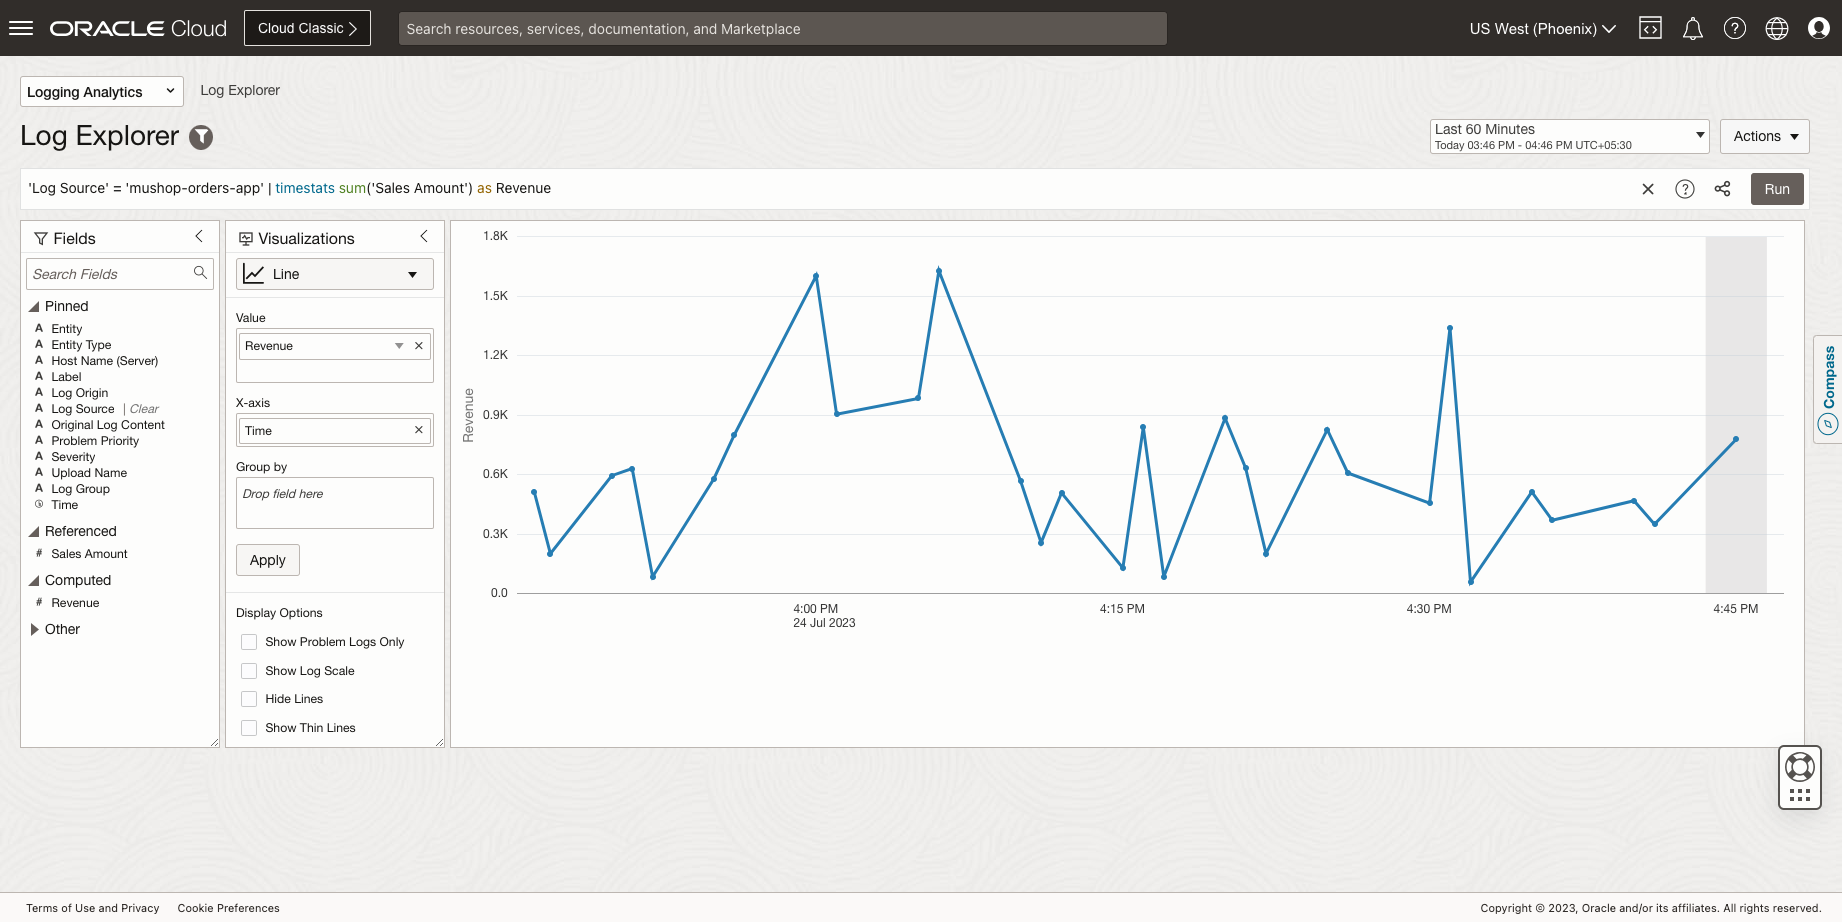 ORACLE Cloud
Cloud Classic
Search resources, services, documentation, and Marketplace
US West (Phoenix)
Logging Analytics
Log Explorer
Log Explorer
Last 60 Minutes
Today 03:46 PM - 04:46 PM UTC+05:30
Actions
'Log Source' = 'mushop-orders-app' | timestats sum('Sales Amount') as Revenue
Run
Fields
Search Fields
Pinned
A Entity
A Entity Type
A Host Name (Server)
A Label
A Log Origin
A Log Source | Clear
A Original Log Content
A Problem Priority
A Severity
A Upload Name
A Log Group
Time
Referenced
# Sales Amount
Computed
# Revenue
Other
Visualizations
Line
Value
Revenue
X-axis
Time
Group by
Drop field here
Apply
Display Options
Show Problem Logs Only
Show Log Scale
Hide Lines
Show Thin Lines
Revenue
1.8K
1.5K
1.2K
0.9K
0.6K
0.3K
0.0
4:00 PM
24 Jul 2023
4:15 PM
4:30 PM
4:45 PM
Compass
Terms of Use and Privacy
Cookie Preferences
Copyright © 2023, Oracle and/or its affiliates. All rights reserved.